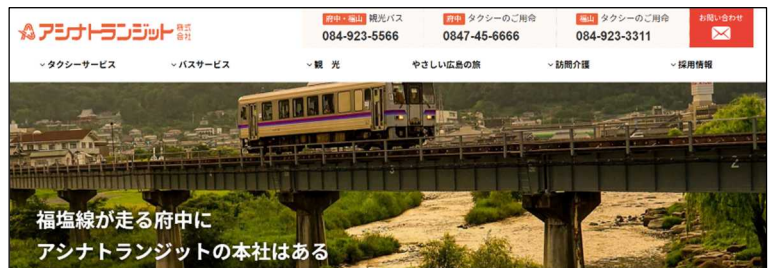 アシナトランジット 株式会社
府中・福山 観光バス
084-923-5566
府中 タクシーのご用命
0847-45-6666
福山 タクシーのご用命
084-923-3311
お問い合わせ
タクシーサービス
バスサービス
観 光
やさしい広島の旅
訪問介護
採用情報
福塩線が走る府中に
アシナトランジットの本社はある